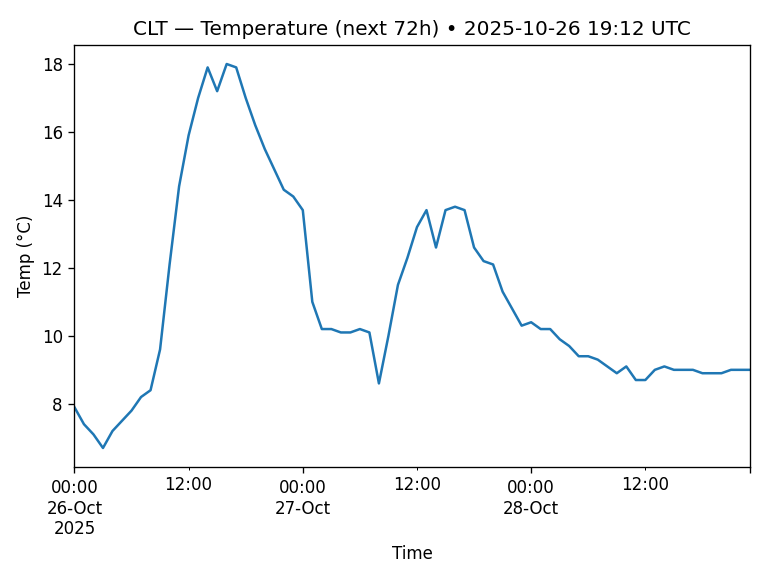 CLT — Temperature (next 72h) • 2025-10-26 19:12 UTC
Temp (°C)
18
16
14
12
10
8
00:00 12:00 00:00 12:00 00:00 12:00
26-Oct 27-Oct 28-Oct
2025
Time